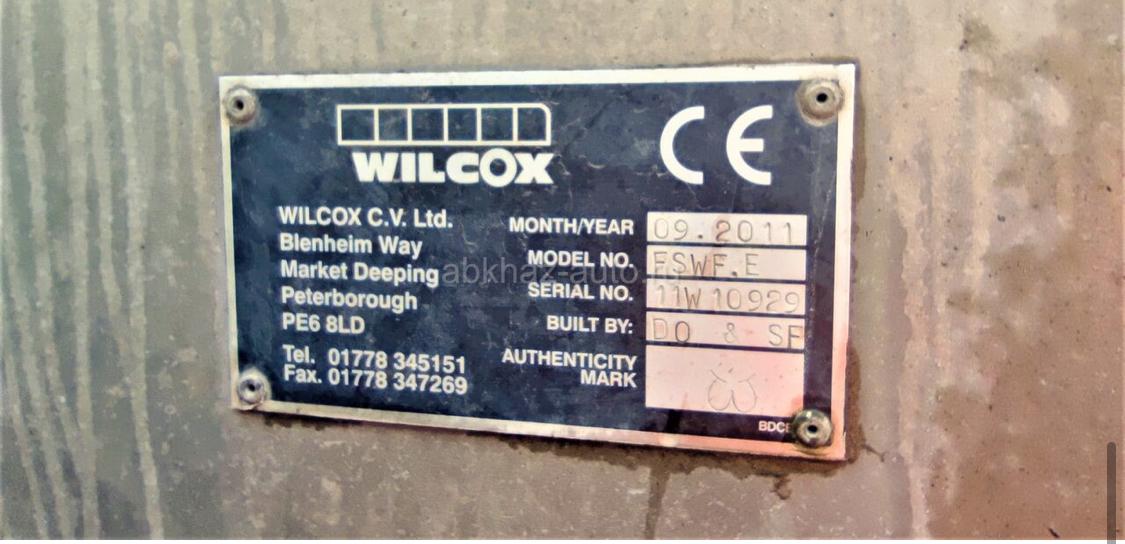 WILCOX
CE
WILCOX C.V. Ltd.
Blenheim Way
Market Deeping
Peterborough
PE6 8LD
Tel. 01778 345151
Fax. 01778 347269
MONTH/YEAR 09.2011
MODEL NO. FSWF.E
SERIAL NO. 11W10929
BUILT BY: DO & SF
AUTHENTICITY
MARK
abkhaz-auto.ru